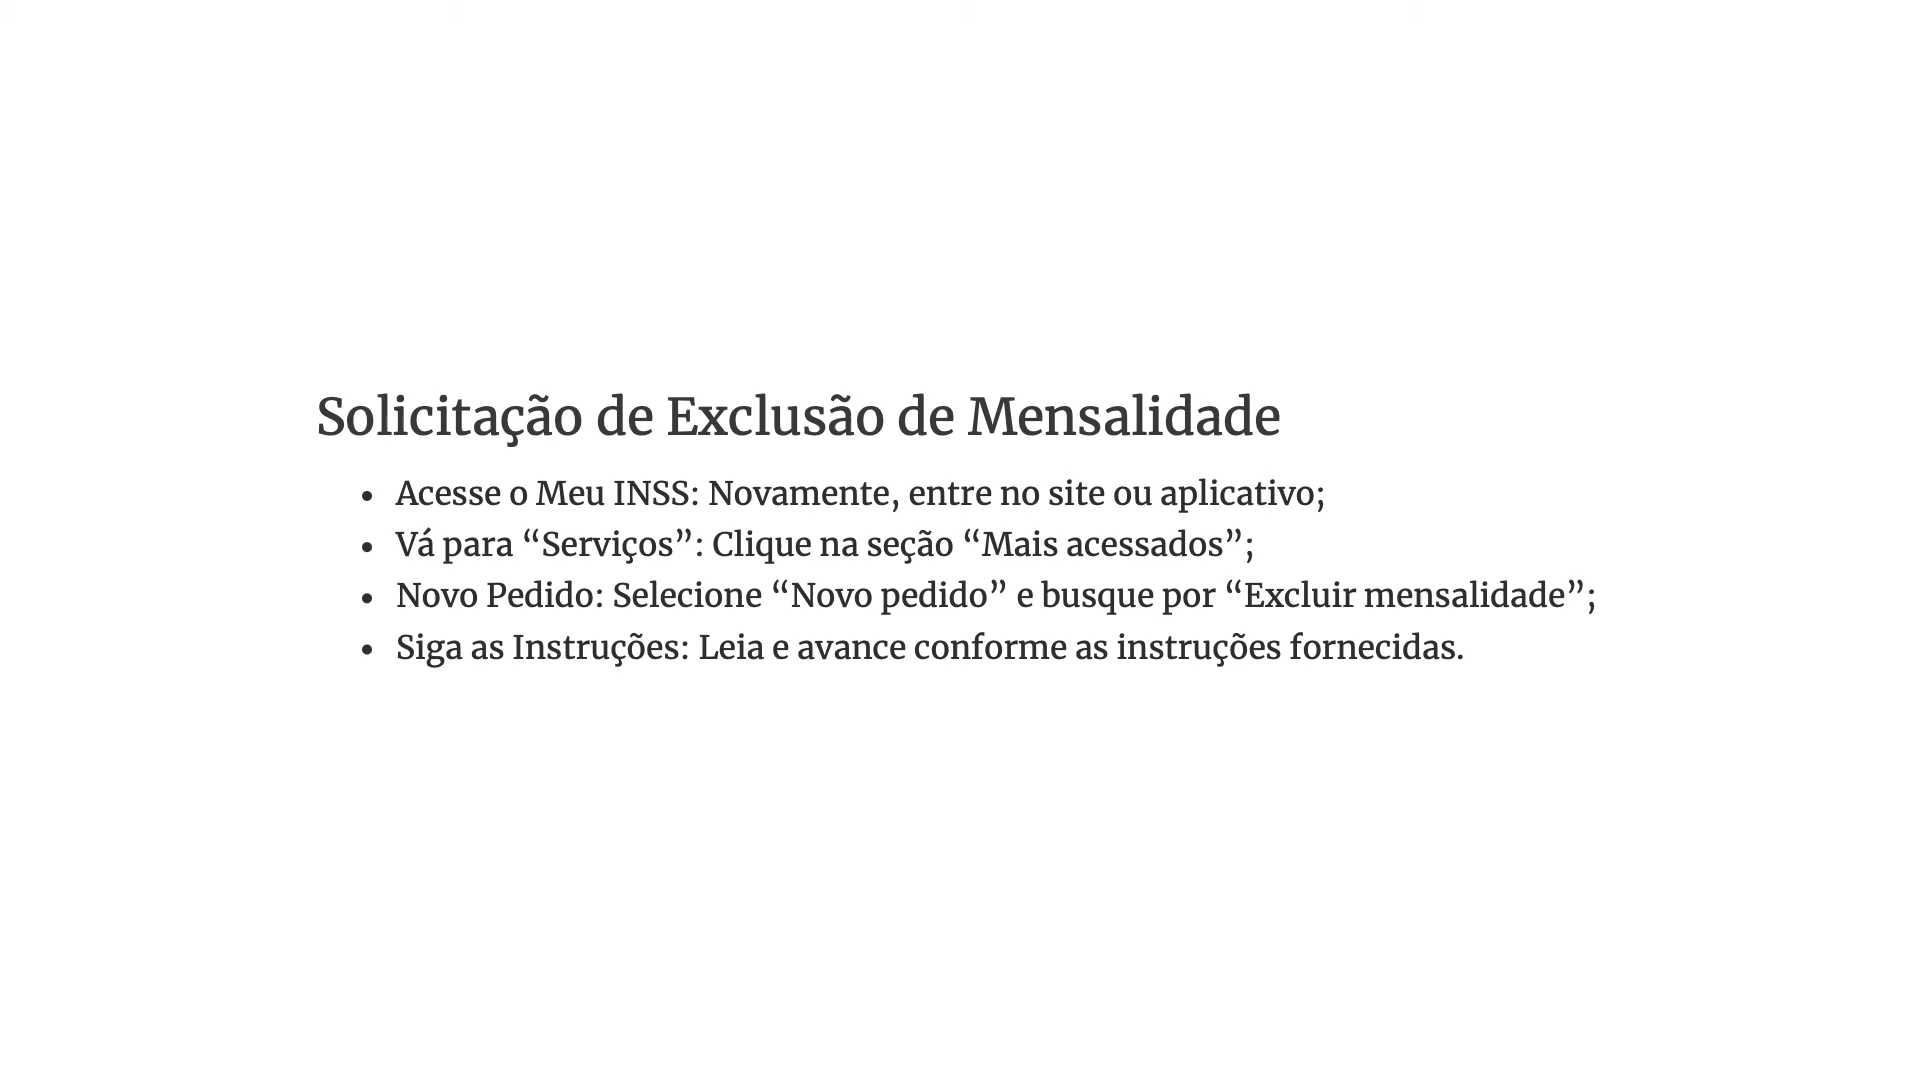 Solicitação de Exclusão de Mensalidade
• Acesse o Meu INSS: Novamente, entre no site ou aplicativo;
• Vá para “Serviços”: Clique na seção “Mais acessados”;
• Novo Pedido: Selecione “Novo pedido” e busque por “Excluir mensalidade”;
• Siga as Instruções: Leia e avance conforme as instruções fornecidas.